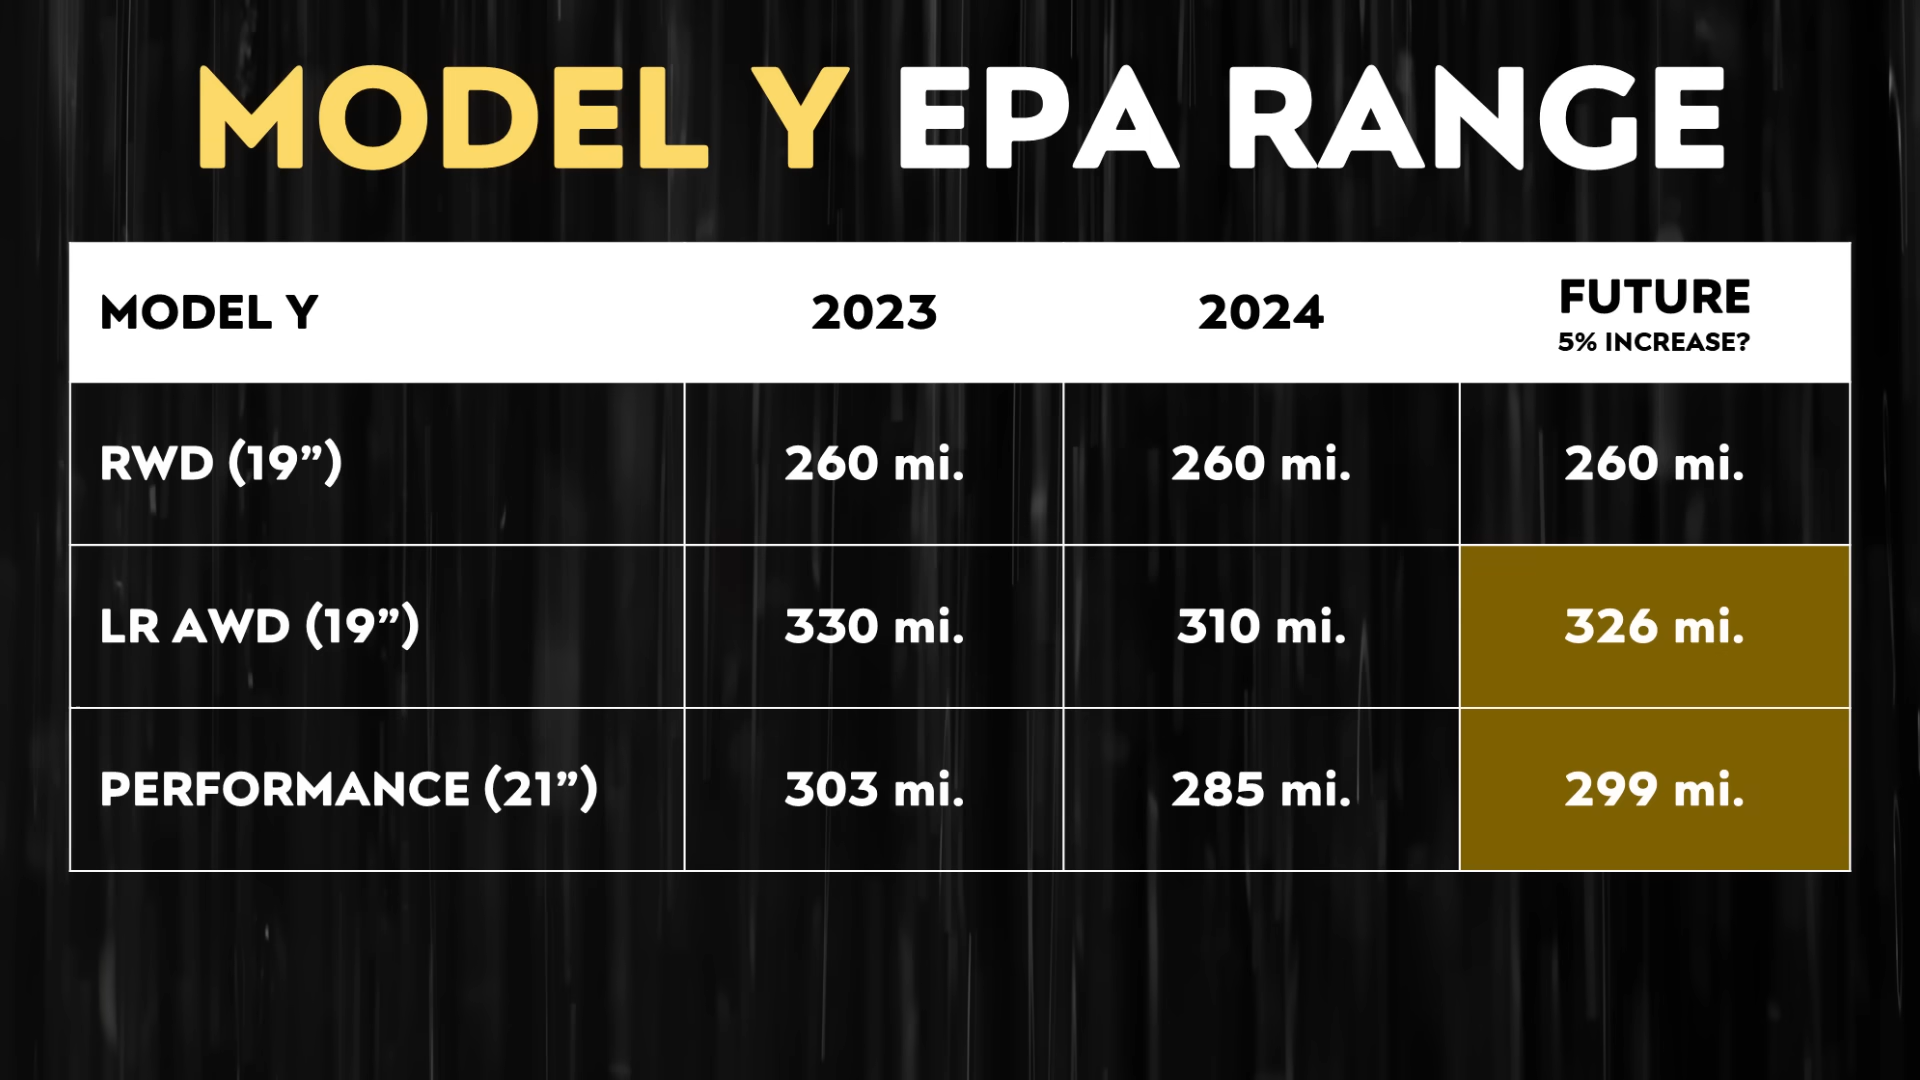 MODEL Y EPA RANGE
MODEL Y 2023 2024 FUTURE
5% INCREASE?
RWD (19”) 260 mi. 260 mi. 260 mi.
LR AWD (19”) 330 mi. 310 mi. 326 mi.
PERFORMANCE (21”) 303 mi. 285 mi. 299 mi.